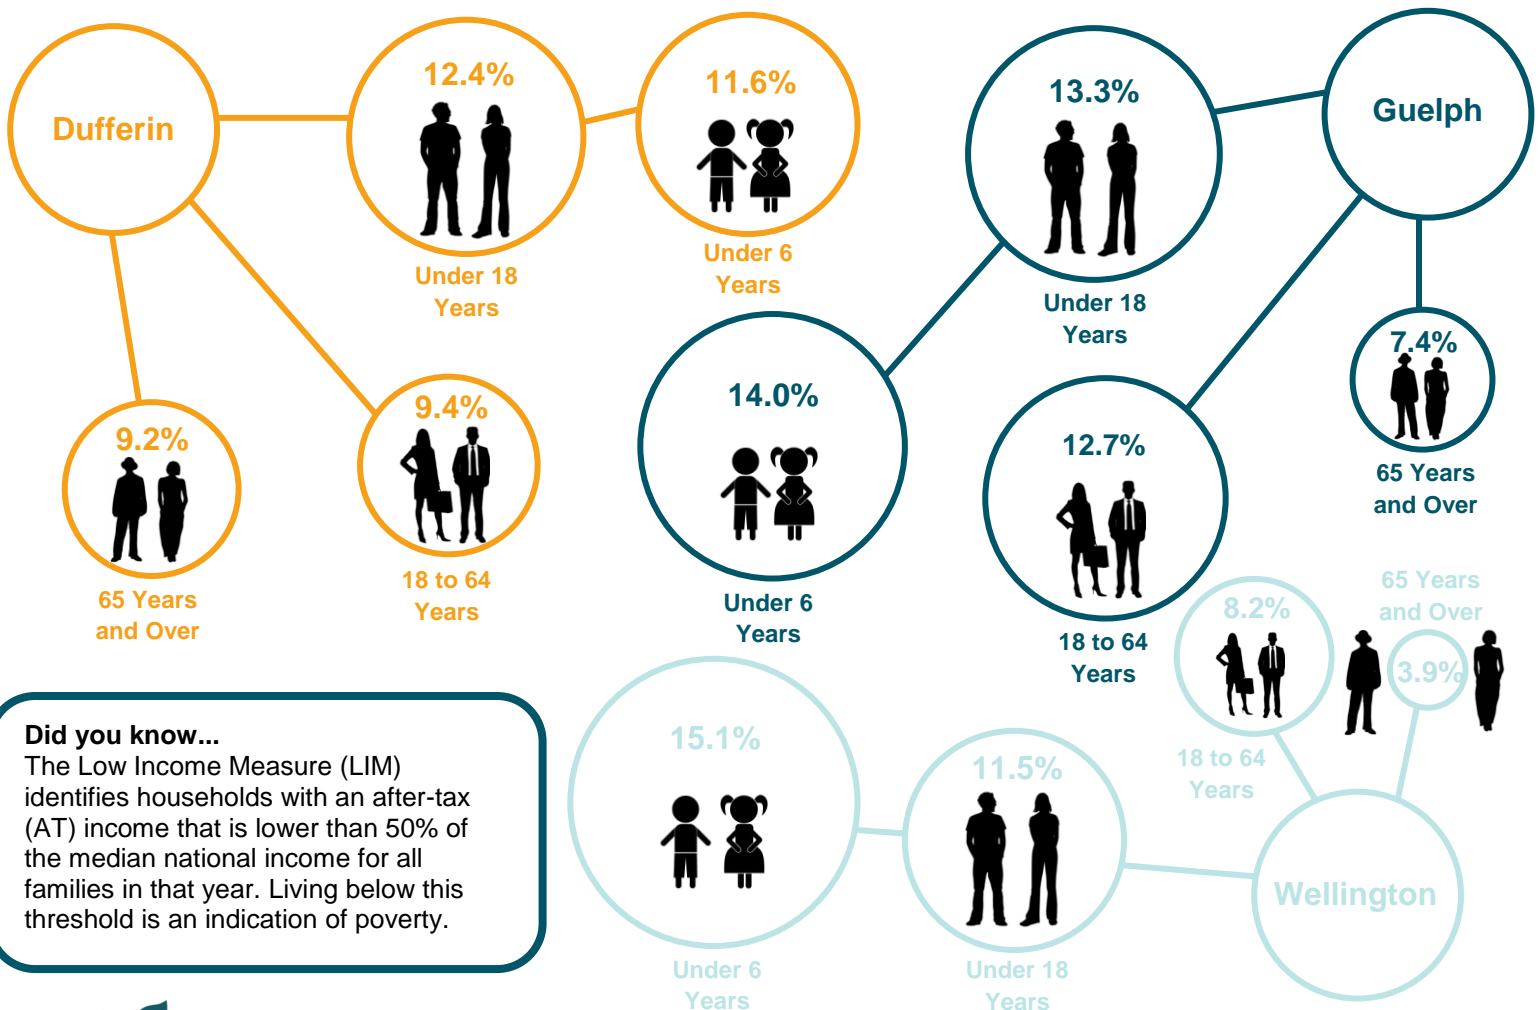 Dufferin
12.4%
Under 18
Years
11.6%
Under 6
Years
9.2%
65 Years
and Over
9.4%
18 to 64
Years
Guelph
13.3%
Under 18
Years
14.0%
Under 6
Years
12.7%
18 to 64
Years
7.4%
65 Years
and Over
8.2%
18 to 64
Years
65 Years
and Over
3.9%
15.1%
Under 6
Years
11.5%
Under 18
Years
Wellington
Did you know...
The Low Income Measure (LIM)
identifies households with an after-tax
(AT) income that is lower than 50% of
the median national income for all
families in that year. Living below this
threshold is an indication of poverty.